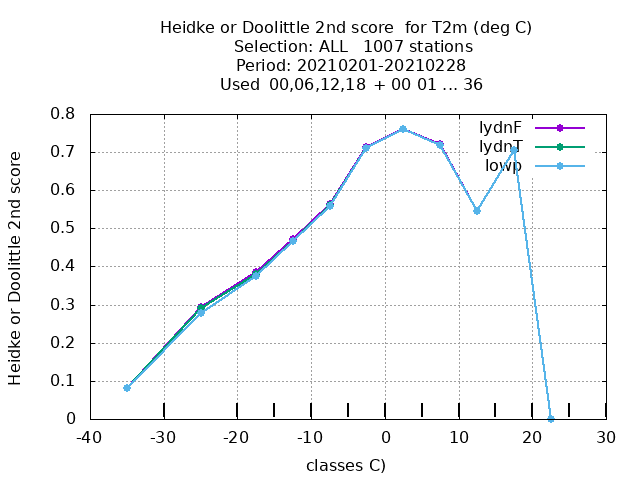 Heidke or Doolittle 2nd score  for T2m (deg C)
Selection: ALL   1007 stations
Period: 20210201-20210228
Used  00,06,12,18  + 00 01 ... 36
Heidke or Doolittle 2nd score
0.8
0.7
0.6
0.5
0.4
0.3
0.2
0.1
0
lydnF
lydnT
lowp
-40 -30 -20 -10 0 10 20 30
classes C)